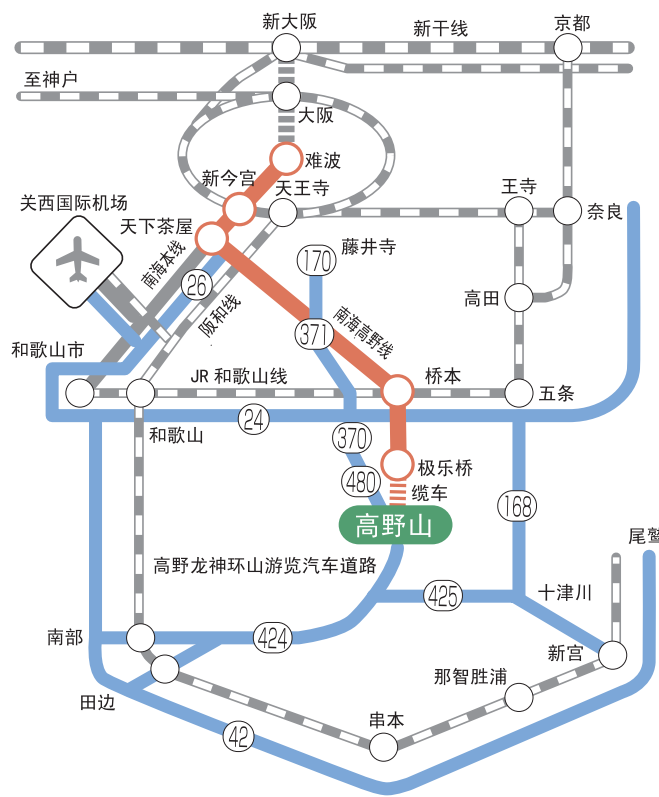 新大阪
新干线
京都
至神户
大阪
难波
新今宫
天王寺
王寺
关西国际机场
奈良
天下茶屋
170
藤井寺
南海本线
26
高田
阪和线
371
南海高野线
和歌山市
JR 和歌山线
桥本
五条
24
和歌山
370
极乐桥
480
缆车
168
高野山
尾鹫
高野龙神环山游览汽车道路
425
十津川
南部
424
新宫
那智胜浦
田边
串本
42